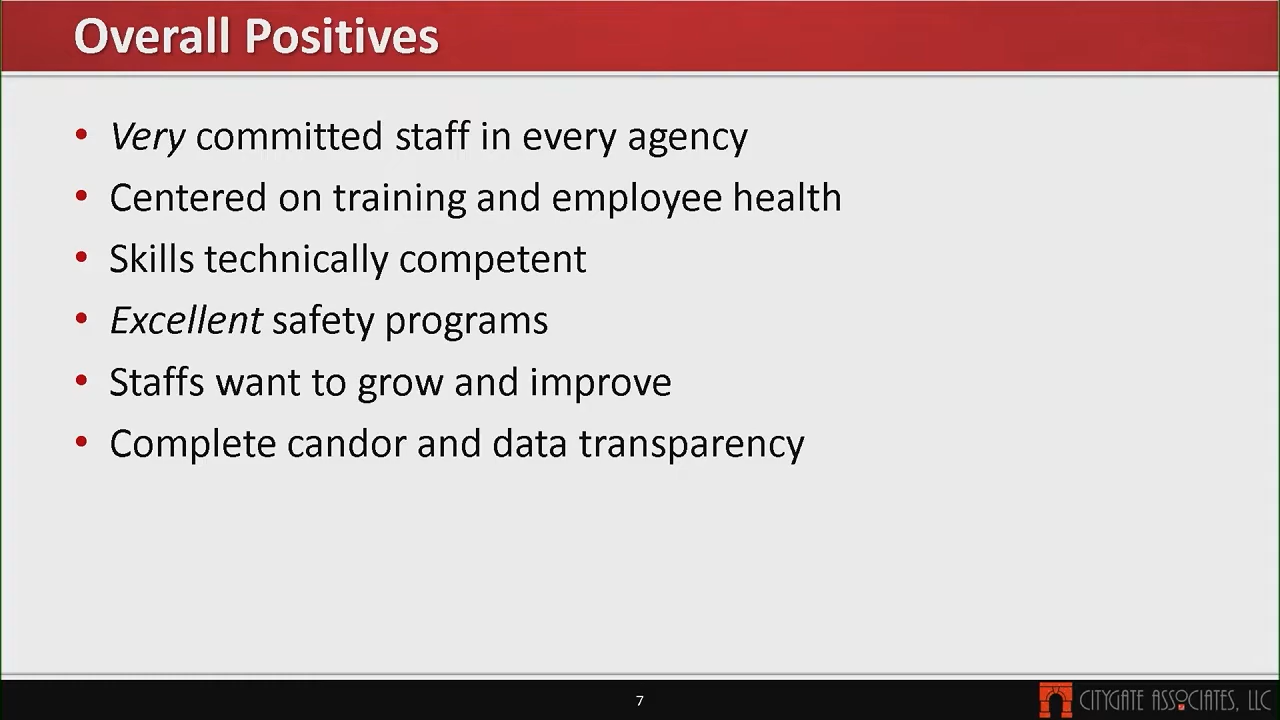 Overall Positives
• Very committed staff in every agency
• Centered on training and employee health
• Skills technically competent
• Excellent safety programs
• Staffs want to grow and improve
• Complete candor and data transparency
7
CITYGATE ASSOCIATES, LLC